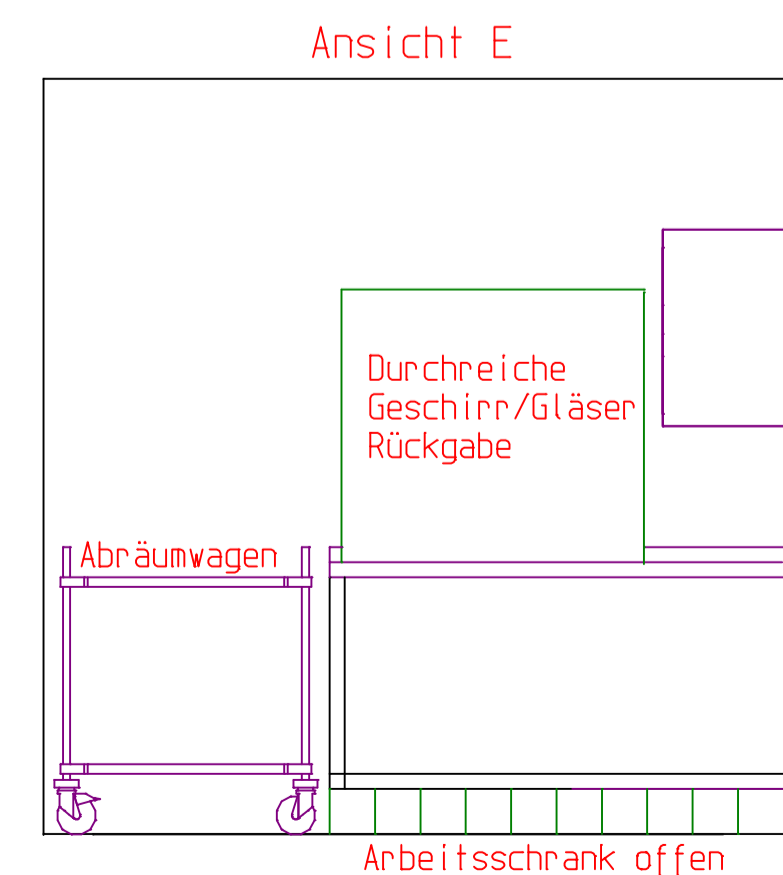 Ansicht E
Durchreiche
Geschirr/Gläser
Rückgabe
Abräumwagen
Arbeitsschrank offen